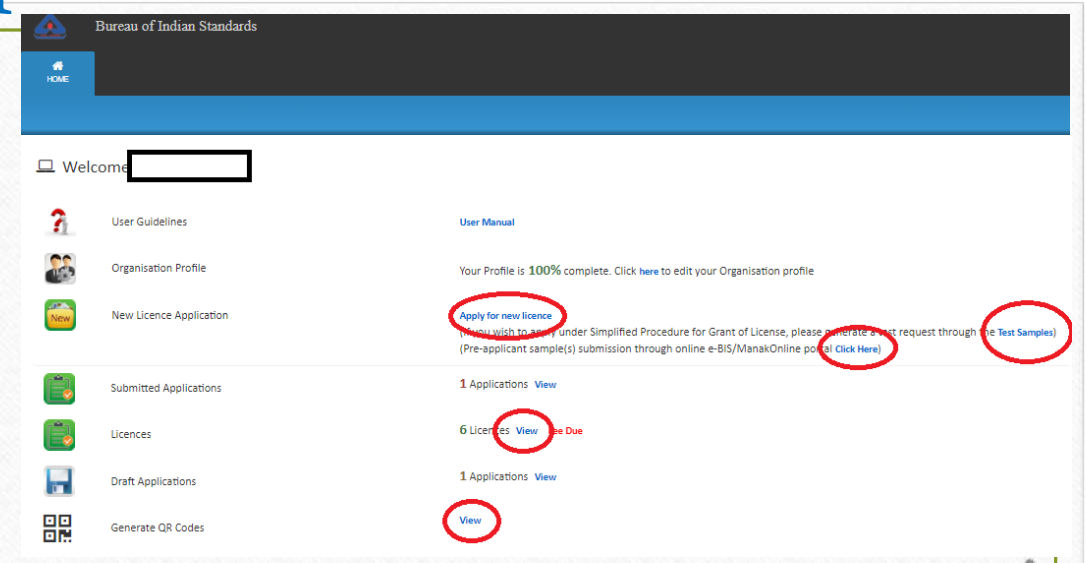 Bureau of Indian Standards
HOME
Welcome
User Guidelines
User Manual
Organisation Profile
Your Profile is 100% complete. Click here to edit your Organisation profile
New Licence Application
New
Apply for new licence
(If you wish to apply under Simplified Procedure for Grant of License, please generate a test request through the Test Samples)
(Pre-applicant sample(s) submission through online e-BIS/ManakOnline portal Click Here)
Submitted Applications
1 Applications View
Licences
6 Licences View Due
Draft Applications
1 Applications View
Generate QR Codes
View